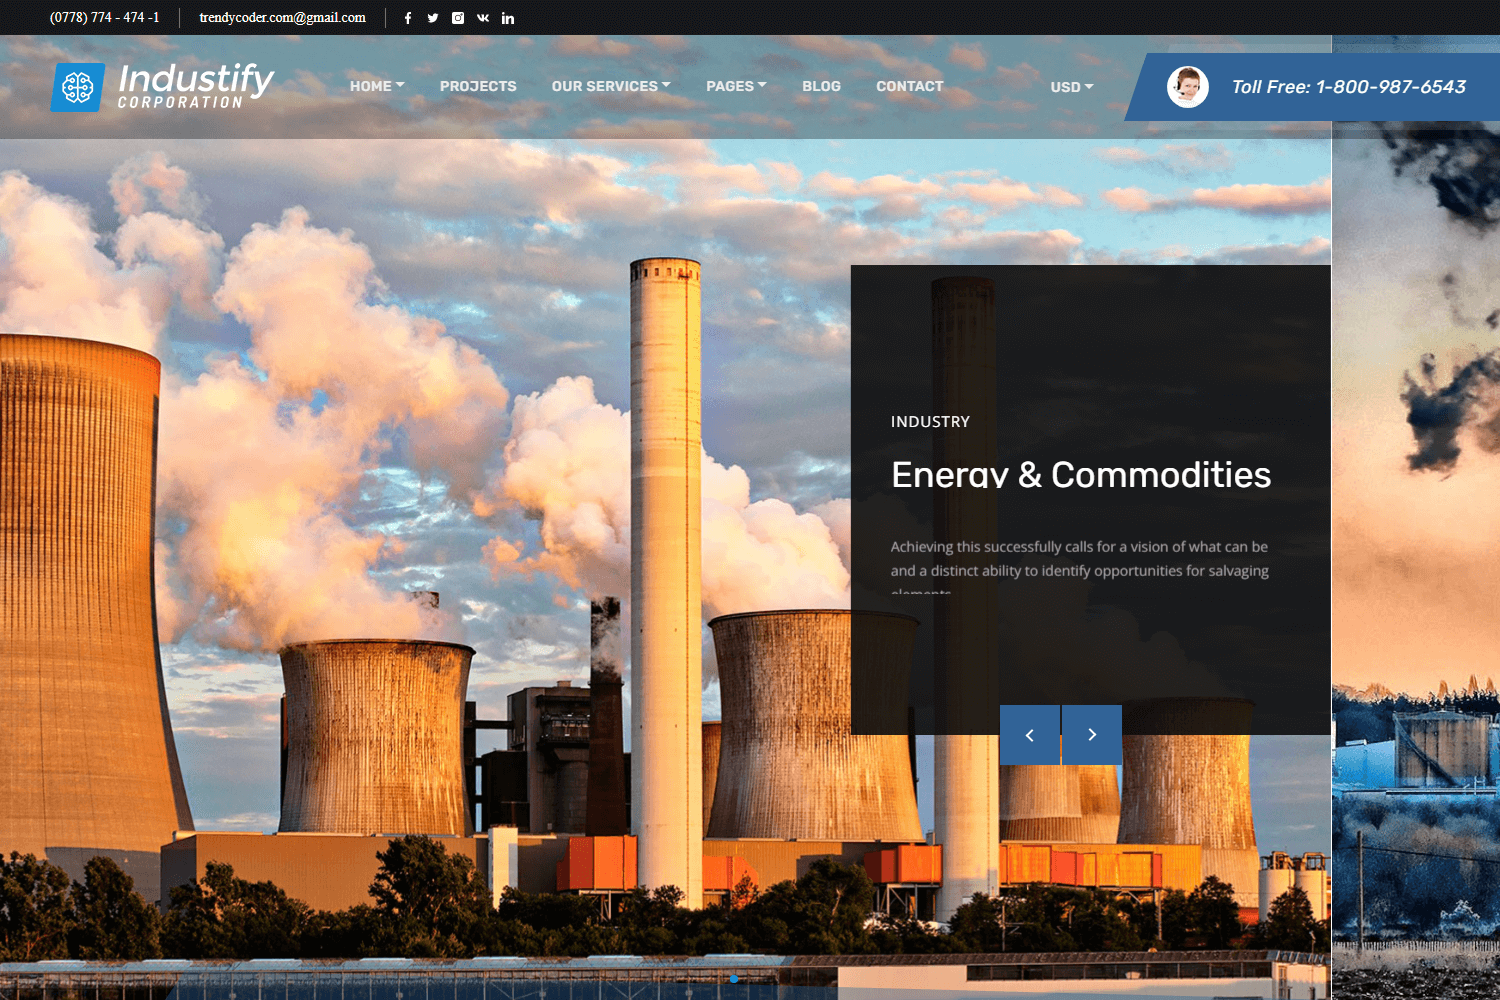 (0778) 774 - 474 -1
trendycoder.com@gmail.com
Industify
CORPORATION
HOME
PROJECTS
OUR SERVICES
PAGES
BLOG
CONTACT
USD
Toll Free: 1-800-987-6543
INDUSTRY
Energy & Commodities
Achieving this successfully calls for a vision of what can be
and a distinct ability to identify opportunities for salvaging
elements